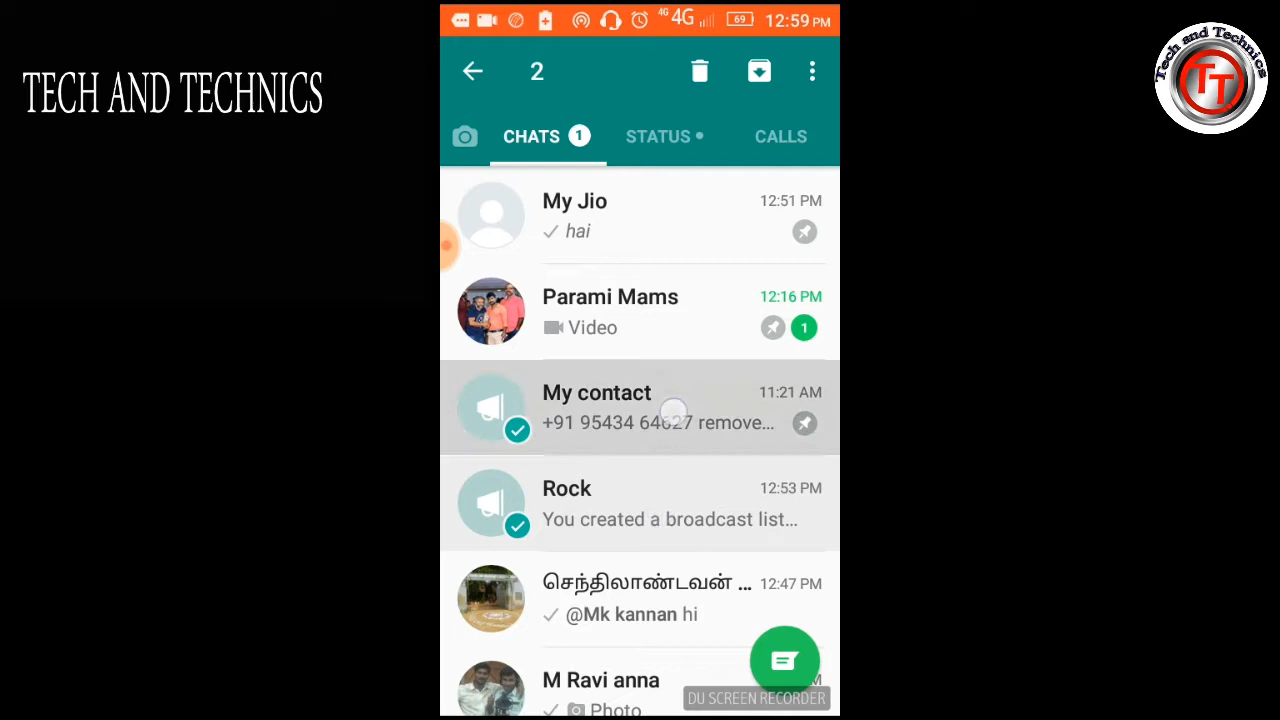 TECH AND TECHNICS
4G 4G 69 12:59 PM
Tech and Technics
TT
2
CHATS 1 STATUS CALLS
My Jio 12:51 PM
hai
Parami Mams 12:16 PM
Video 1
My contact 11:21 AM
+91 95434 64627 remove...
Rock 12:53 PM
You created a broadcast list...
செந்திலாண்டவன் ... 12:47 PM
@Mk kannan hi
M Ravi anna
Photo
DU SCREEN RECORDER